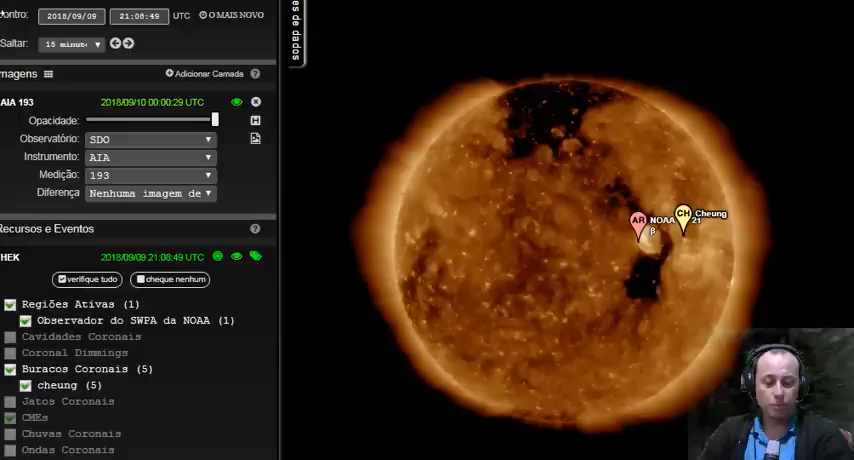 ontro: 2018/09/09 21:08:49 UTC O MAIS NOVO
Saltar: 15 minut
magens Adicionar Camada ?
AIA 193 2018/09/10 00:00:29 UTC
Opacidade: H
Observatório: SDO
Instrumento: AIA
Medição: 193
Diferença Nenhuma imagem de
Recursos e Eventos ?
HEK 2018/09/09 21:08:49 UTC
verifique tudo cheque nenhum
Regiões Ativas (1)
Observador do SWPA da NOAA (1)
Cavidades Coronais
Coronal Dimmings
Buracos Coronais (5)
cheung (5)
Jatos Coronais
CMEs
Chuvas Coronais
Ondas Coronais
es de dados
AR NOAA
β
CH Cheung
21